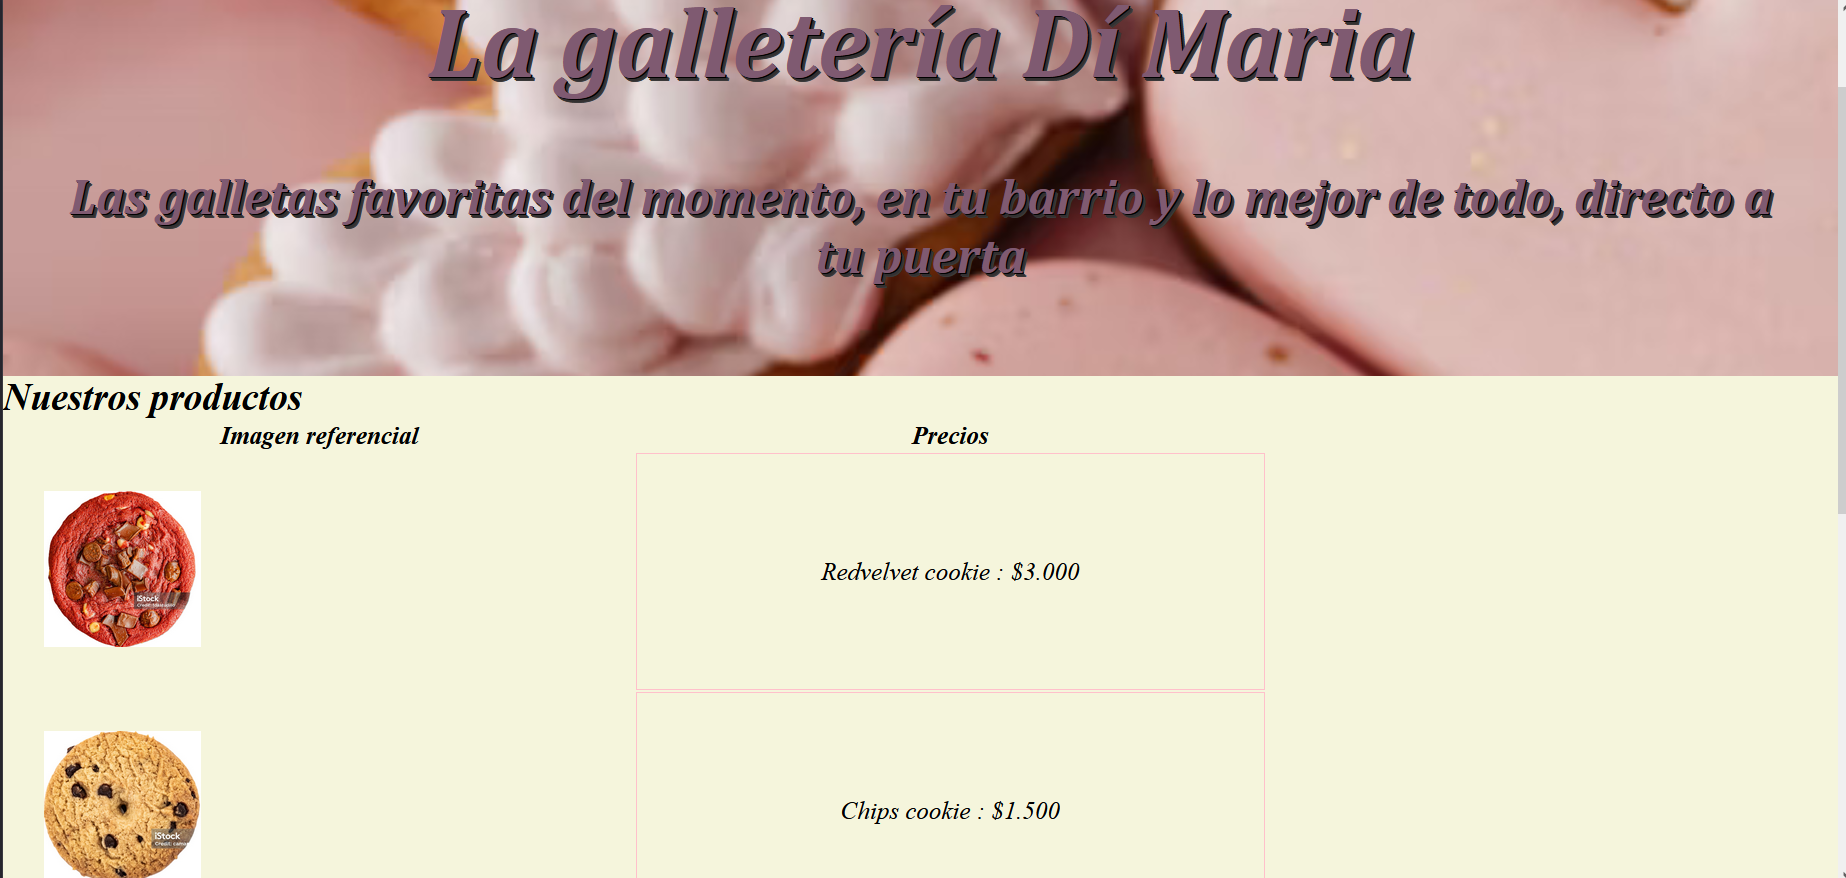 La galletería Dí Maria
Las galletas favoritas del momento, en tu barrio y lo mejor de todo, directo a
tu puerta
Nuestros productos
Imagen referencial
Precios
iStock
Redvelvet cookie : $3.000
Chips cookie : $1.500
iStock